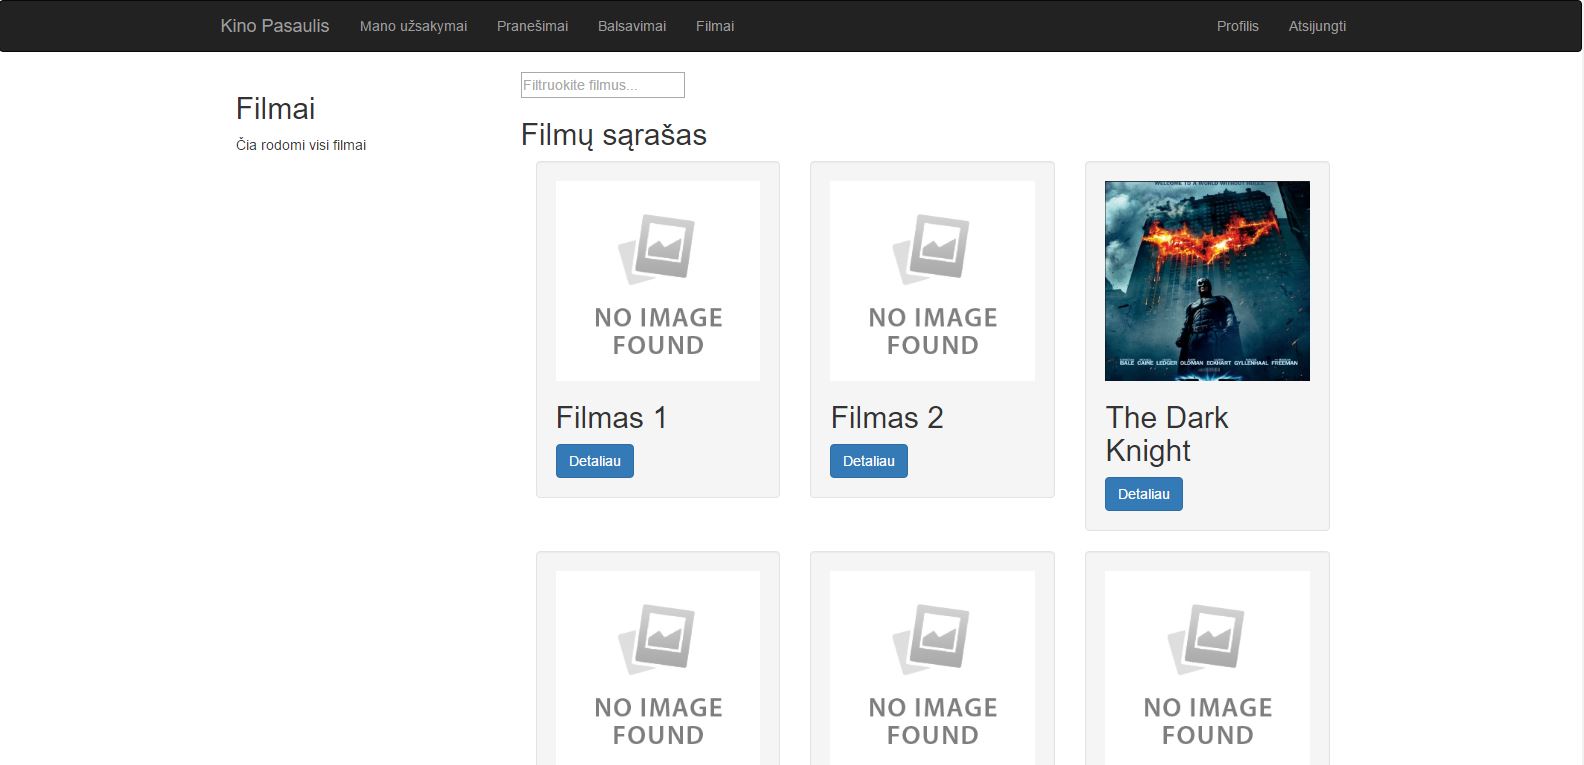 Kino Pasaulis Mano užsakymai Pranešimai Balsavimai Filmai Profilis Atsijungti
Filmai
Čia rodomi visi filmai
Filtruokite filmus...
Filmų sąrašas
NO IMAGE
FOUND
Filmas 1
Detaliau
NO IMAGE
FOUND
Filmas 2
Detaliau
WELCOME TO A WORLD WITHOUT RULES.
BALE CAINE LEDGER OLDMAN ECKHART GYLLENHAAL FREEMAN
The Dark
Knight
Detaliau
NO IMAGE
FOUND
NO IMAGE
FOUND
NO IMAGE
FOUND